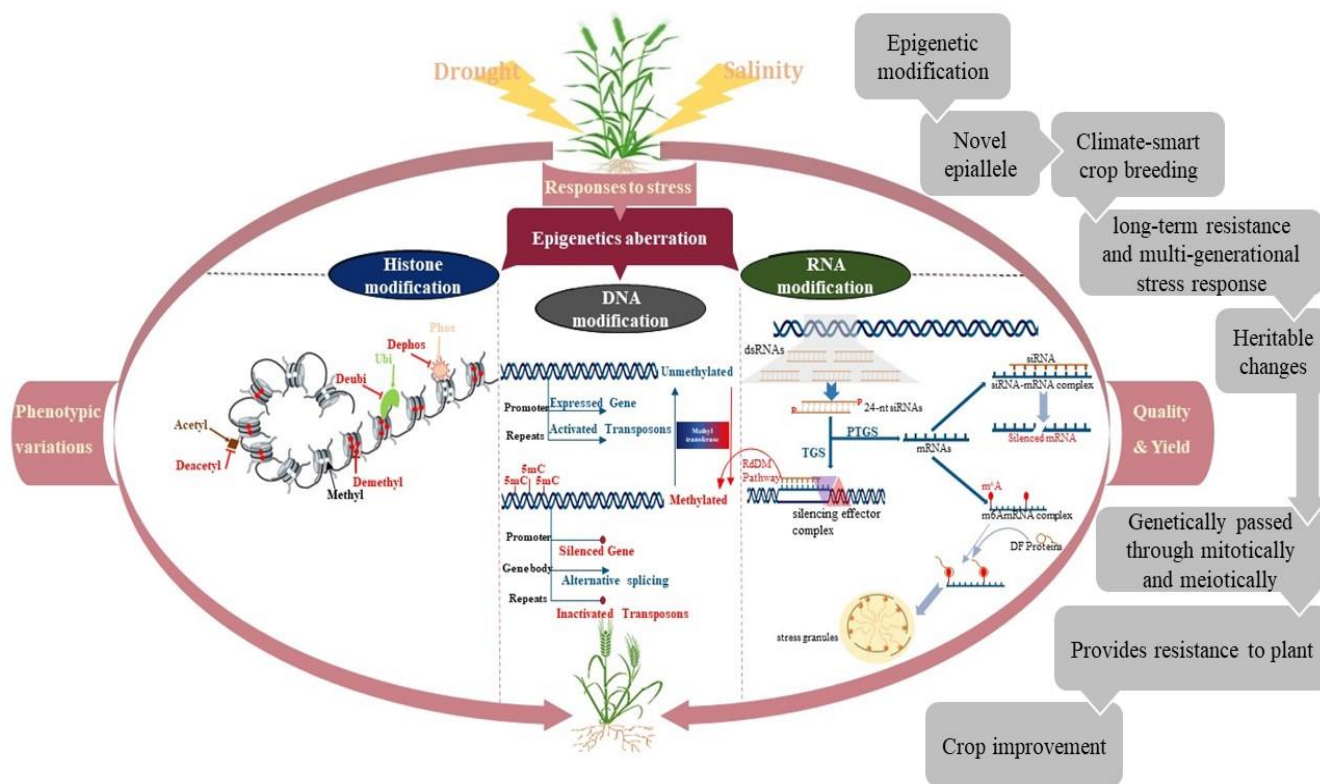 Drought
Salinity
Responses to stress
Epigenetics aberration
Histone
modification
DNA
modification
RNA
modification
Phenotypic
variations
Quality
& Yield
Phos
Dephos
Ubi
Deubi
Acetyl
Deacetyl
Methyl
Demethyl
Unmethylated
Promoter
Expressed Gene
Repeats
Activated Transposons
Methyl
transferase
5mC
5mC
5mC
Methylated
Promoter
Silenced Gene
Genebody
Alternative splicing
Repeats
Inactivated Transposons
dsRNAs
P
P
24-nt siRNAs
PTGS
TGS
RdDM
Pathway
silencing effector
complex
mRNAs
siRNA
siRNA-mRNA complex
Silenced mRNA
m⁶A
m6AmRNA complex
DF Proteins
stress granules
Epigenetic
modification
Novel
epiallele
Climate-smart
crop breeding
long-term resistance
and multi-generational
stress response
Heritable
changes
Genetically passed
through mitotically
and meiotically
Provides resistance to plant
Crop improvement